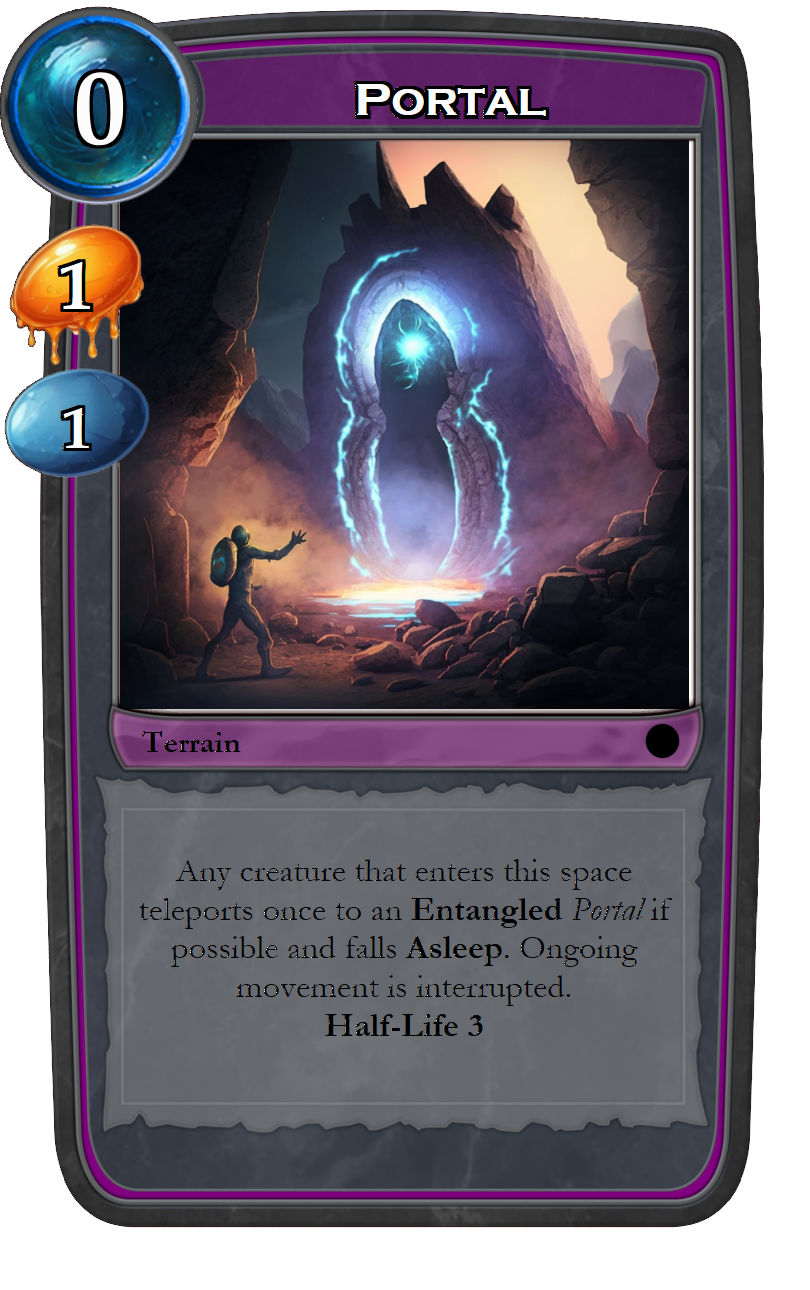 0
PORTAL
1
1
Terrain
Any creature that enters this space
teleports once to an Entangled Portal if
possible and falls Asleep. Ongoing
movement is interrupted.
Half-Life 3